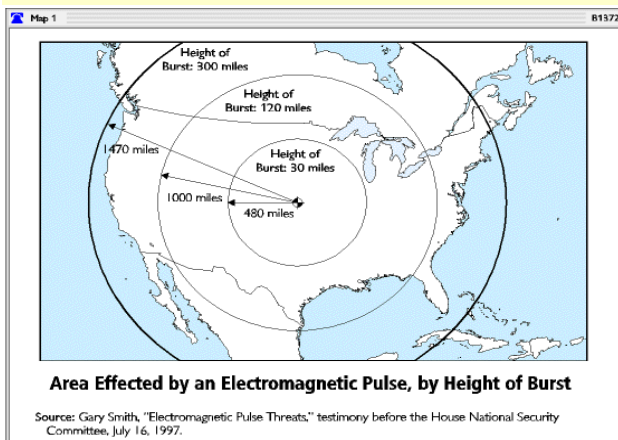 Map 1
B1372
Height of
Burst: 300 miles
Height of
Burst: 120 miles
Height of
Burst: 30 miles
1470 miles
1000 miles
480 miles
Area Effected by an Electromagnetic Pulse, by Height of Burst
Source: Gary Smith, "Electromagnetic Pulse Threats," testimony before the House National Security
Committee, July 16, 1997.